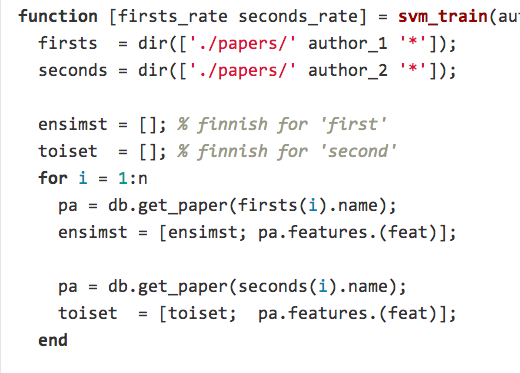 function [firsts_rate seconds_rate] = svm_train(au
firsts = dir(['./papers/' author_1 '*']);
seconds = dir(['./papers/' author_2 '*']);
ensimst = []; % finnish for 'first'
toiset = []; % finnish for 'second'
for i = 1:n
pa = db.get_paper(firsts(i).name);
ensimst = [ensimst; pa.features.(feat)];
pa = db.get_paper(seconds(i).name);
toiset = [toiset; pa.features.(feat)];
end